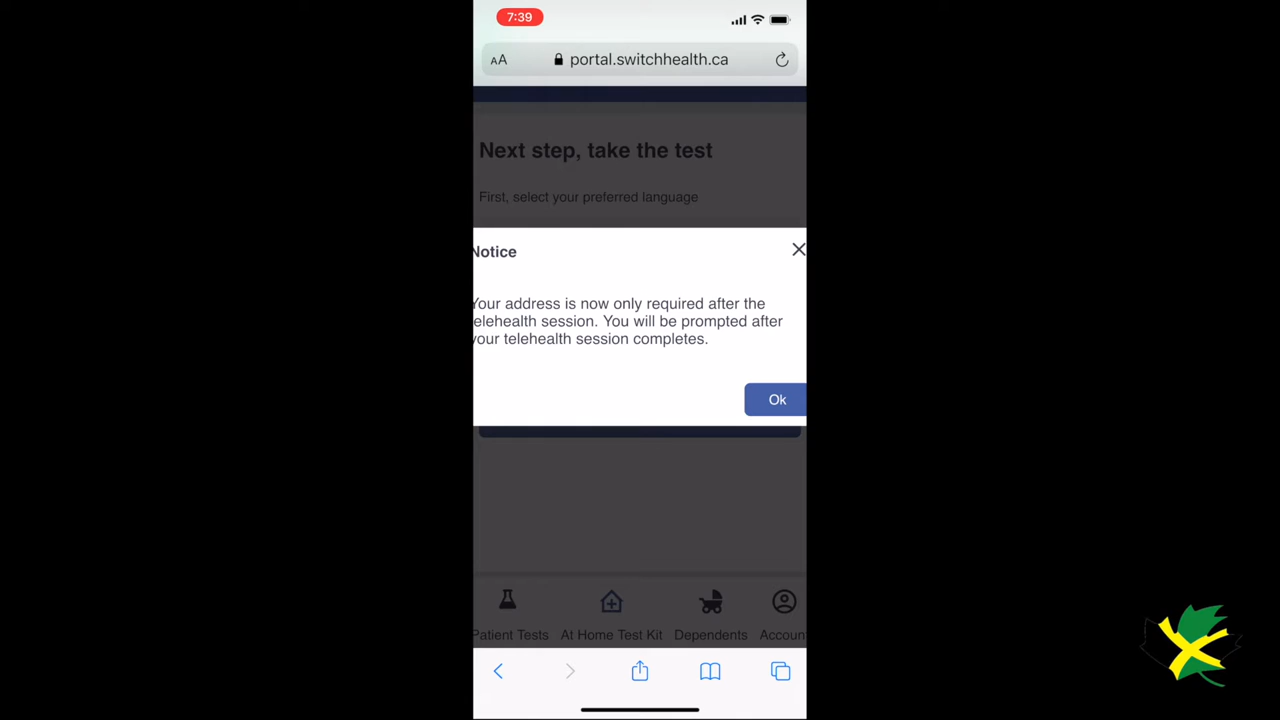 7:39
AA portal.switchhealth.ca
Next step, take the test
First, select your preferred language
Notice
Your address is now only required after the
telehealth session. You will be prompted after
your telehealth session completes.
Ok
Patient Tests At Home Test Kit Dependents Accoun